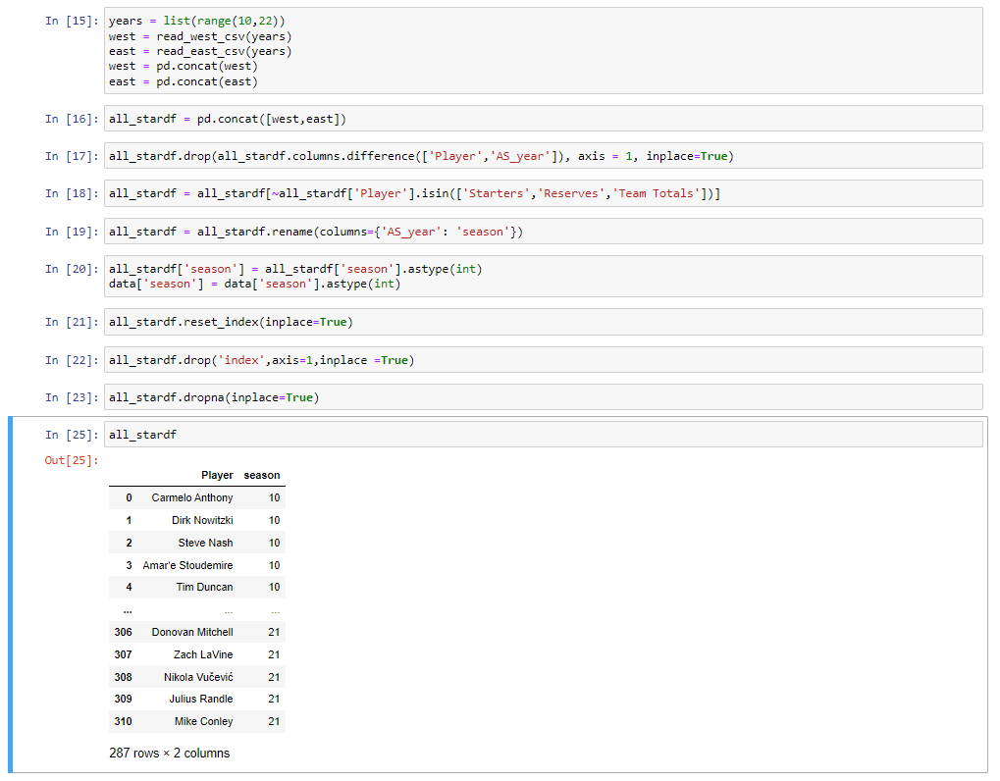 In [15]: years = list(range(10,22))
west = read_west_csv(years)
east = read_east_csv(years)
west = pd.concat(west)
east = pd.concat(east)
In [16]: all_stardf = pd.concat([west,east])
In [17]: all_stardf.drop(all_stardf.columns.difference(['Player','AS_year']), axis = 1, inplace=True)
In [18]: all_stardf = all_stardf[~all_stardf['Player'].isin(['Starters','Reserves','Team Totals'])]
In [19]: all_stardf = all_stardf.rename(columns={'AS_year': 'season'})
In [20]: all_stardf['season'] = all_stardf['season'].astype(int)
data['season'] = data['season'].astype(int)
In [21]: all_stardf.reset_index(inplace=True)
In [22]: all_stardf.drop('index',axis=1,inplace =True)
In [23]: all_stardf.dropna(inplace=True)
In [25]: all_stardf
Out[25]:
Player season
0 Carmelo Anthony 10
1 Dirk Nowitzki 10
2 Steve Nash 10
3 Amar'e Stoudemire 10
4 Tim Duncan 10
... ... ...
306 Donovan Mitchell 21
307 Zach LaVine 21
308 Nikola Vučević 21
309 Julius Randle 21
310 Mike Conley 21
287 rows × 2 columns